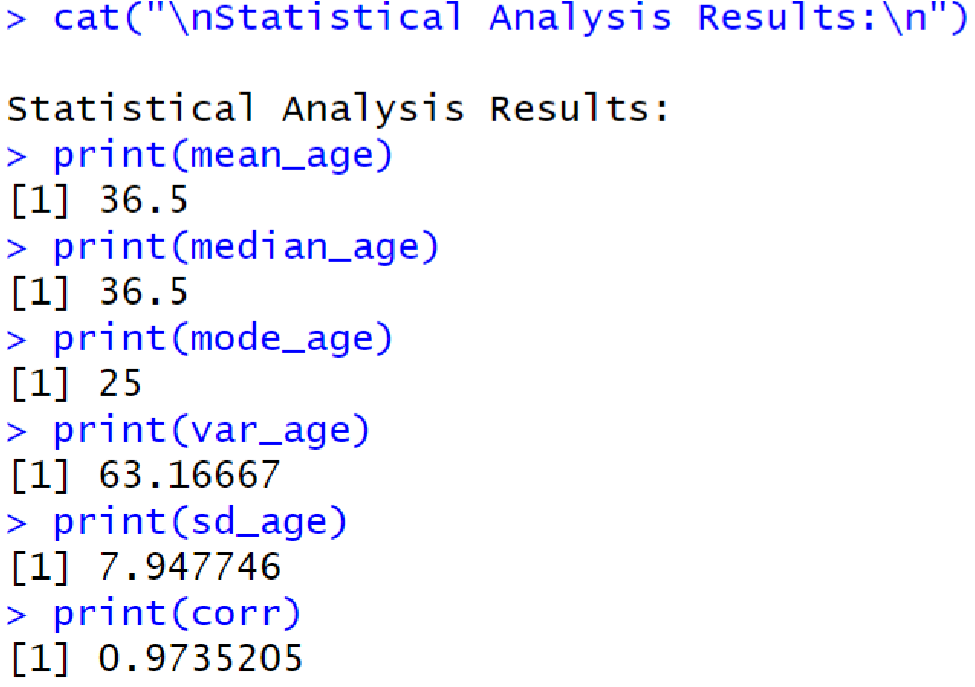 > cat("\nStatistical Analysis Results:\n")
Statistical Analysis Results:
> print(mean_age)
[1] 36.5
> print(median_age)
[1] 36.5
> print(mode_age)
[1] 25
> print(var_age)
[1] 63.16667
> print(sd_age)
[1] 7.947746
> print(corr)
[1] 0.9735205